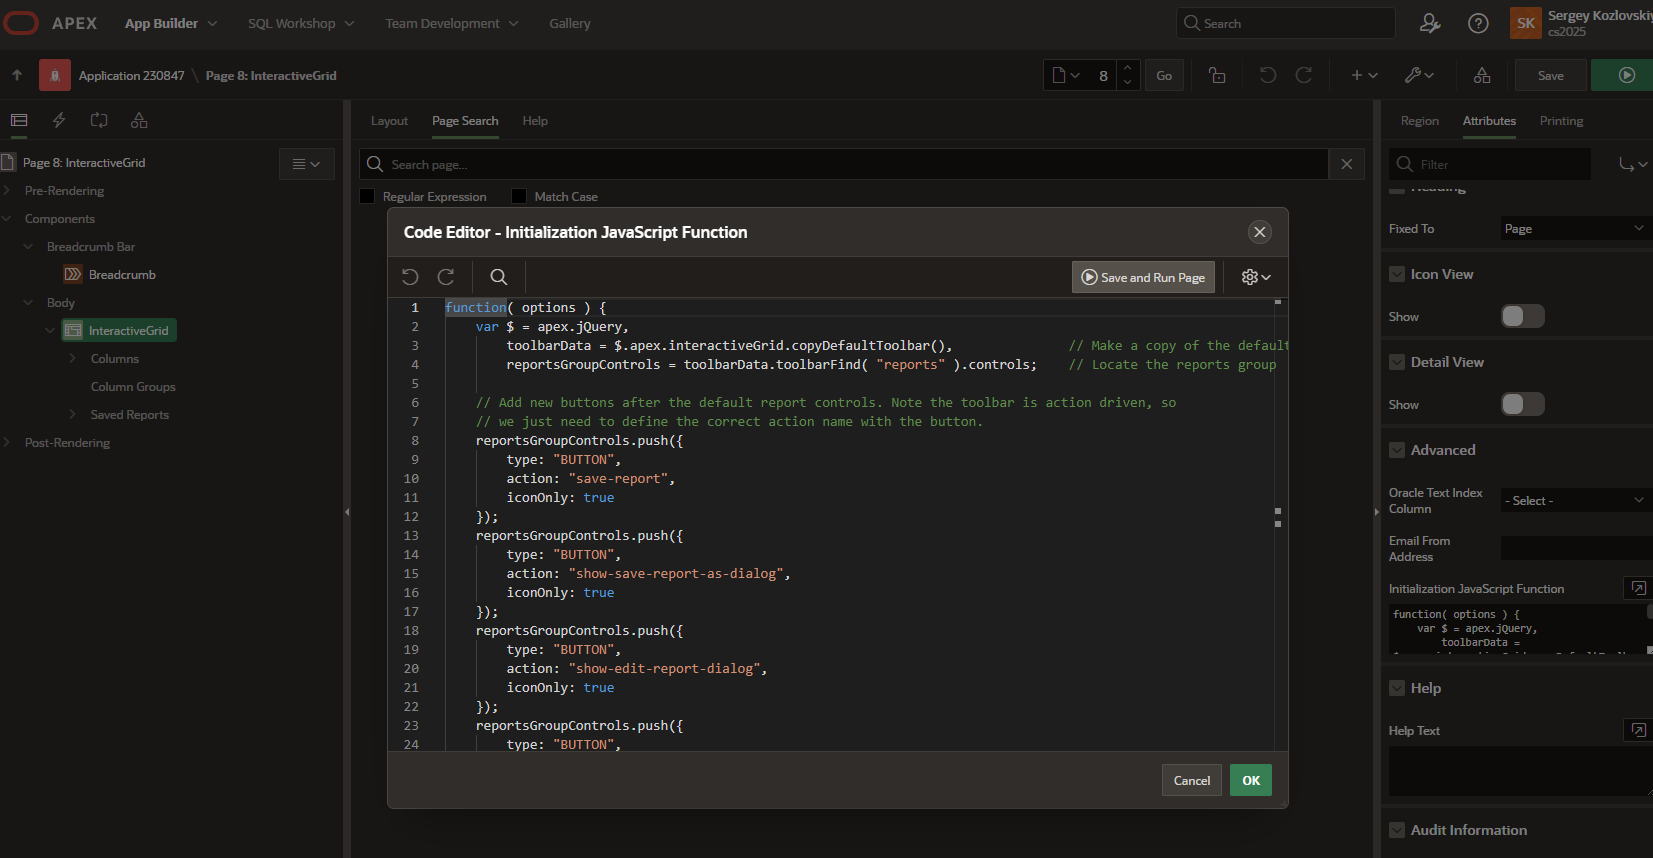 APEX
App Builder
SQL Workshop
Team Development
Gallery
Search
SK
Sergey Kozlovskiy
cs2025
Application 230847 \ Page 8: InteractiveGrid
8
Go
Save
Layout
Page Search
Help
Region
Attributes
Printing
Page 8: InteractiveGrid
Pre-Rendering
Components
Breadcrumb Bar
Breadcrumb
Body
InteractiveGrid
Columns
Column Groups
Saved Reports
Post-Rendering
Search page...
Regular Expression
Match Case
Code Editor - Initialization JavaScript Function
Save and Run Page
1 function( options ) {
2 var $ = apex.jQuery,
3 toolbarData = $.apex.interactiveGrid.copyDefaultToolbar(), // Make a copy of the default
4 reportsGroupControls = toolbarData.toolbarFind( "reports" ).controls; // Locate the reports group
5
6 // Add new buttons after the default report controls. Note the toolbar is action driven, so
7 // we just need to define the correct action name with the button.
8 reportsGroupControls.push({
9 type: "BUTTON",
10 action: "save-report",
11 iconOnly: true
12 });
13 reportsGroupControls.push({
14 type: "BUTTON",
15 action: "show-save-report-as-dialog",
16 iconOnly: true
17 });
18 reportsGroupControls.push({
19 type: "BUTTON",
20 action: "show-edit-report-dialog",
21 iconOnly: true
22 });
23 reportsGroupControls.push({
24 type: "BUTTON",
Cancel
OK
Filter
Heading
Fixed To
Page
Icon View
Show
Detail View
Show
Advanced
Oracle Text Index
Column
- Select -
Email From
Address
Initialization JavaScript Function
function( options ) {
var $ = apex.jQuery,
toolbarData =
Help
Help Text
Audit Information